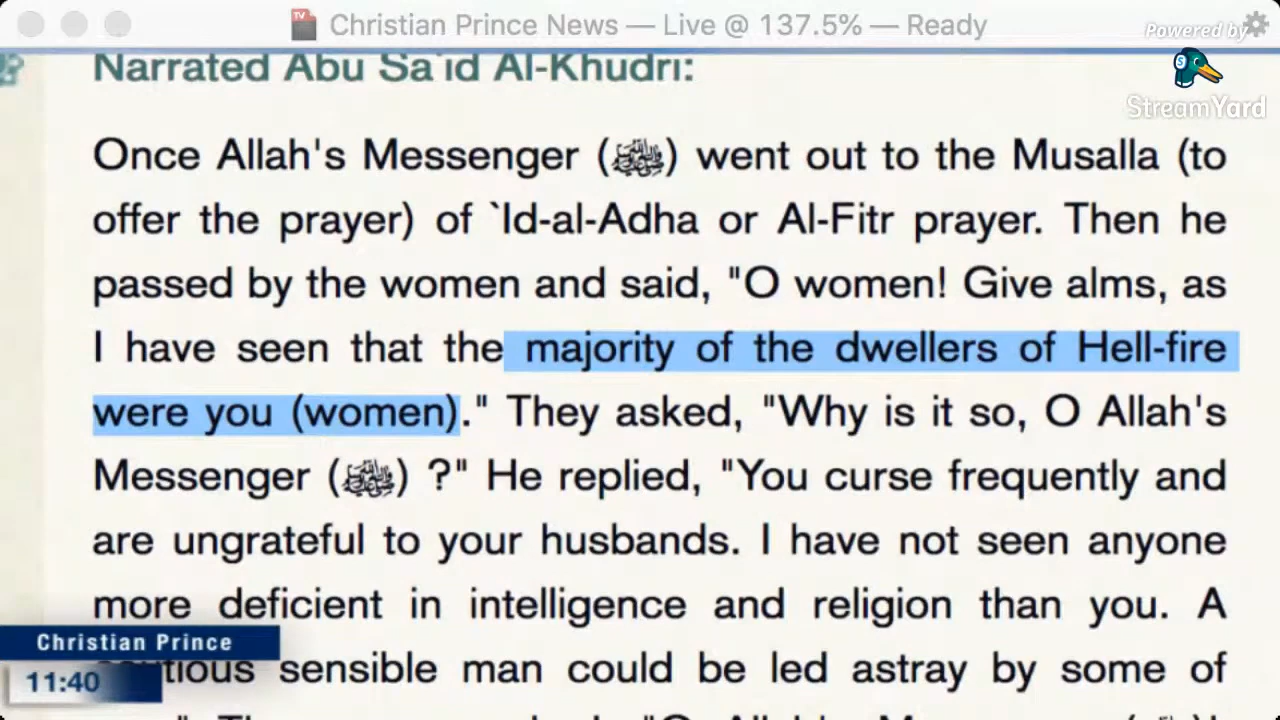 Christian Prince News — Live @ 137.5% — Ready
Powered by
StreamYard
Narrated Abu Sa`id Al-Khudri:
Once Allah's Messenger (ﷺ) went out to the Musalla (to
offer the prayer) of `Id-al-Adha or Al-Fitr prayer. Then he
passed by the women and said, "O women! Give alms, as
I have seen that the majority of the dwellers of Hell-fire
were you (women)." They asked, "Why is it so, O Allah's
Messenger (ﷺ) ?" He replied, "You curse frequently and
are ungrateful to your husbands. I have not seen anyone
more deficient in intelligence and religion than you. A
sensible man could be led astray by some of
Christian Prince
11:40